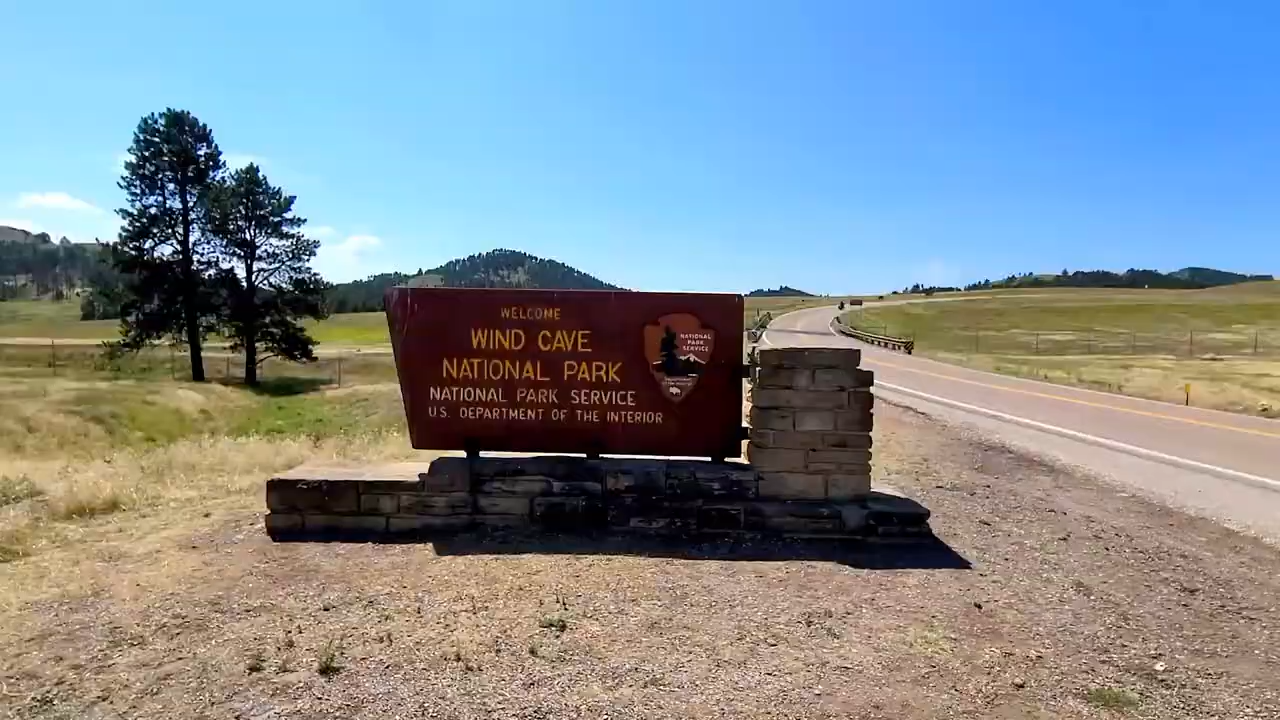 WELCOME
WIND CAVE
NATIONAL PARK
NATIONAL PARK SERVICE
U.S. DEPARTMENT OF THE INTERIOR
NATIONAL
PARK
SERVICE